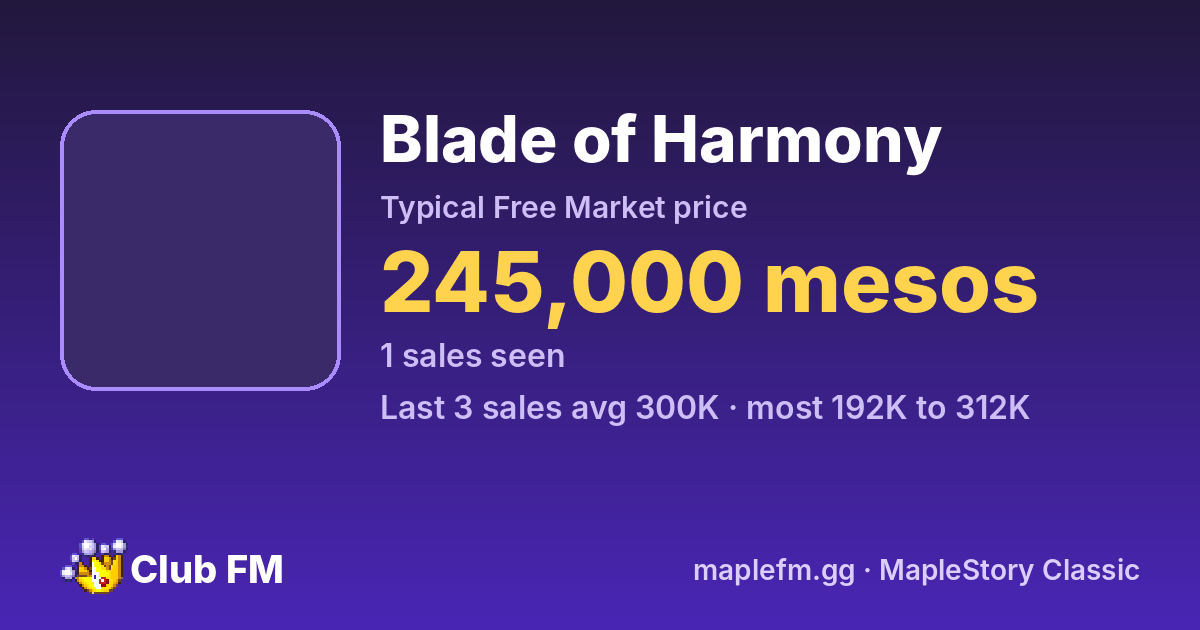 Blade of Harmony
Typical Free Market price
245,000 mesos
1 sales seen
Last 3 sales avg 300K · most 192K to 312K
Club FM
maplefm.gg · MapleStory Classic